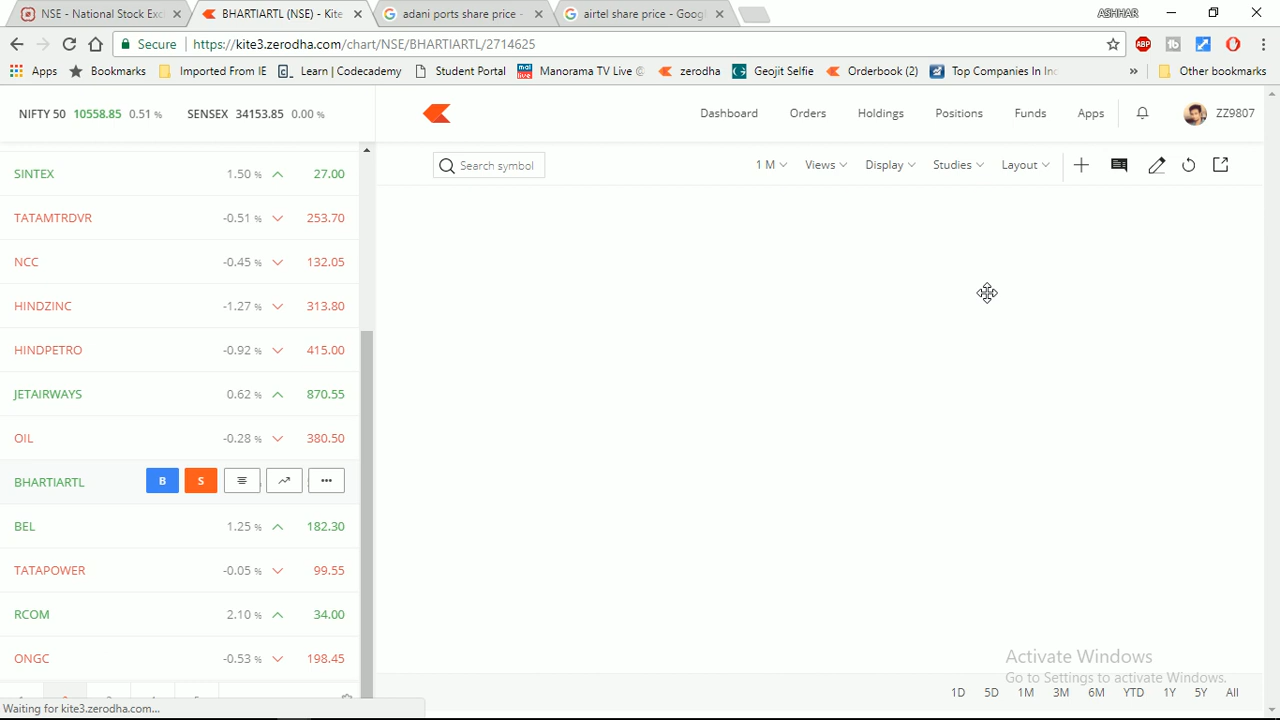 NSE - National Stock Exc
BHARTIARTL (NSE) - Kite
adani ports share price -
airtel share price - Goog
ASHHAR
Secure https://kite3.zerodha.com/chart/NSE/BHARTIARTL/2714625
Apps Bookmarks Imported From IE Learn | Codecademy Student Portal Manorama TV Live zerodha Geojit Selfie Orderbook (2) Top Companies In » Other bookmarks
NIFTY 50 10558.85 0.51 % SENSEX 34153.85 0.00 %
Dashboard Orders Holdings Positions Funds Apps ZZ9807
Search symbol 1 M Views Display Studies Layout
SINTEX 1.50 % 27.00
TATAMTRDVR -0.51 % 253.70
NCC -0.45 % 132.05
HINDZINC -1.27 % 313.80
HINDPETRO -0.92 % 415.00
JETAIRWAYS 0.62 % 870.55
OIL -0.28 % 380.50
BHARTIARTL B S
BEL 1.25 % 182.30
TATAPOWER -0.05 % 99.55
RCOM 2.10 % 34.00
ONGC -0.53 % 198.45
Activate Windows
Go to Settings to activate Windows.
1D 5D 1M 3M 6M YTD 1Y 5Y All
Waiting for kite3.zerodha.com...